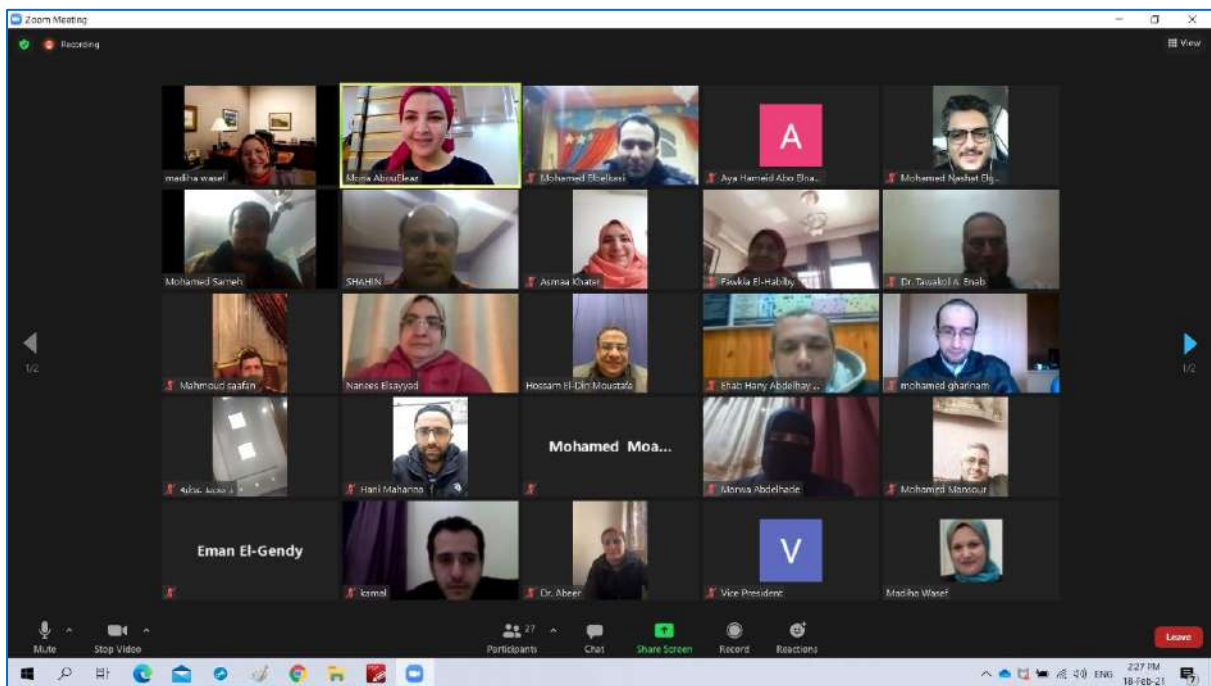 Zoom Meeting
Recording
View
madiha wasef
Mona AbouEleaz
Mohamed Elbelkasi
A
Aya Hameid Abo Elna...
Mohamed Nashat Elg...
Mohamed Sameh
SHAHIN
Asmaa Khater
Fawkia El-Habiby
Dr. Tawakol A. Enab
Mahmoud saafan
Nanees Elsayyad
Hossam El-Din Moustafa
Ehab Hany Abdelhay ...
mohamed ghannam
1/2
1/2
Hani Mahanna
Mohamed Moa...
Marwa Abdelhade
Mohamed Mansour
Eman El-Gendy
kamal
Dr. Abeer
V
Vice President
Madiha Wasef
Mute
Stop Video
Participants
27
Chat
Share Screen
Record
Reactions
Leave
ENG
2:27 PM
18-Feb-21
7